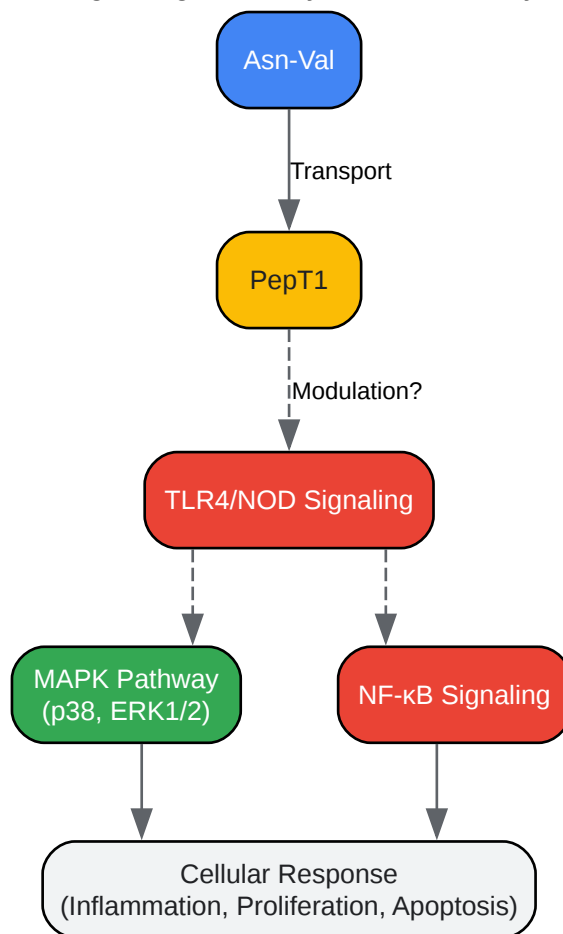 Asn-Val
Transport
PepT1
Modulation?
TLR4/NOD Signaling
MAPK Pathway
(p38, ERK1/2)
NF-κB Signaling
Cellular Response
(Inflammation, Proliferation, Apoptosis)